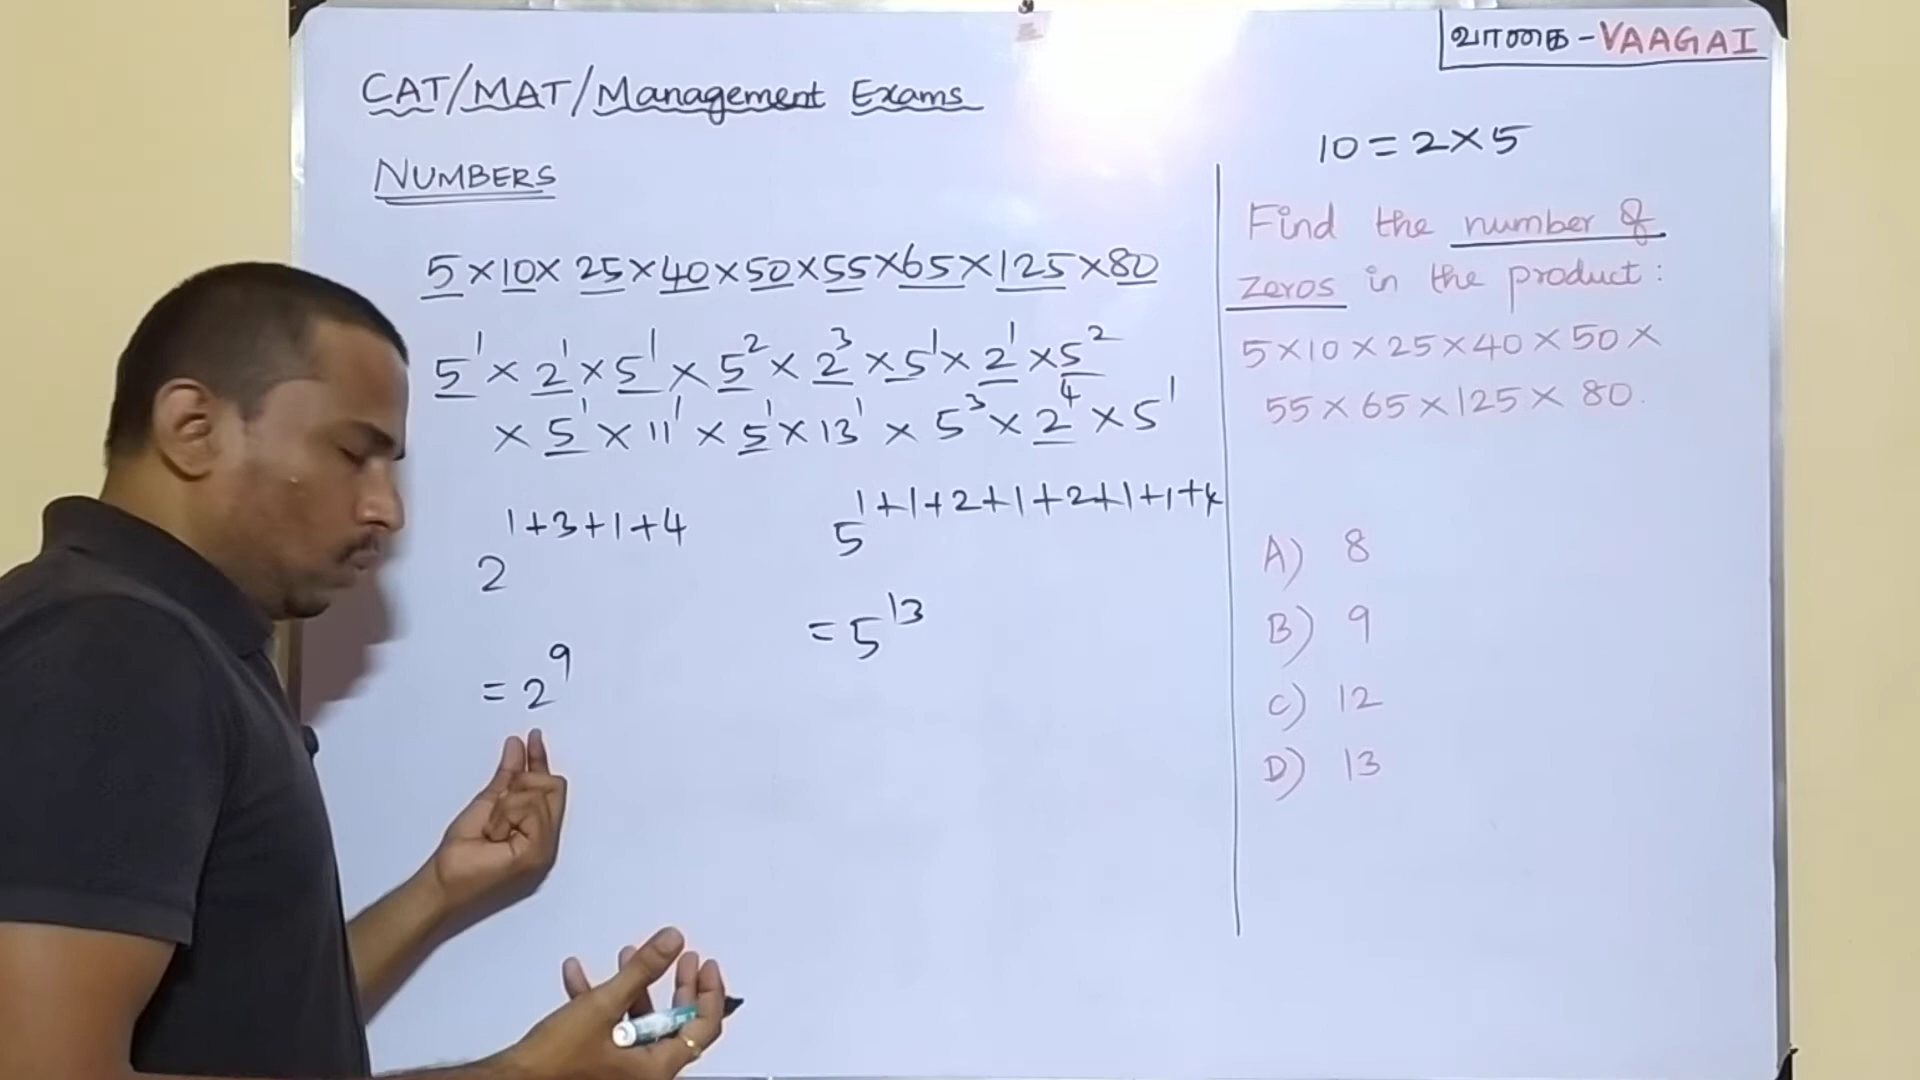 வாகை - VAAGAI
CAT/MAT/Management Exams
NUMBERS
5 × 10 × 25 × 40 × 50 × 55 × 65 × 125 × 80
5¹ × 2¹ × 5¹ × 5² × 2³ × 5¹ × 2¹ × 5²
× 5¹ × 11¹ × 5¹ × 13¹ × 5³ × 2⁴ × 5¹
2^1+3+1+4
= 2⁹
5^1+1+2+1+2+1+1+4
= 5¹³
10 = 2 × 5
Find the number of
zeros in the product :
5 × 10 × 25 × 40 × 50 ×
55 × 65 × 125 × 80.
A) 8
B) 9
C) 12
D) 13